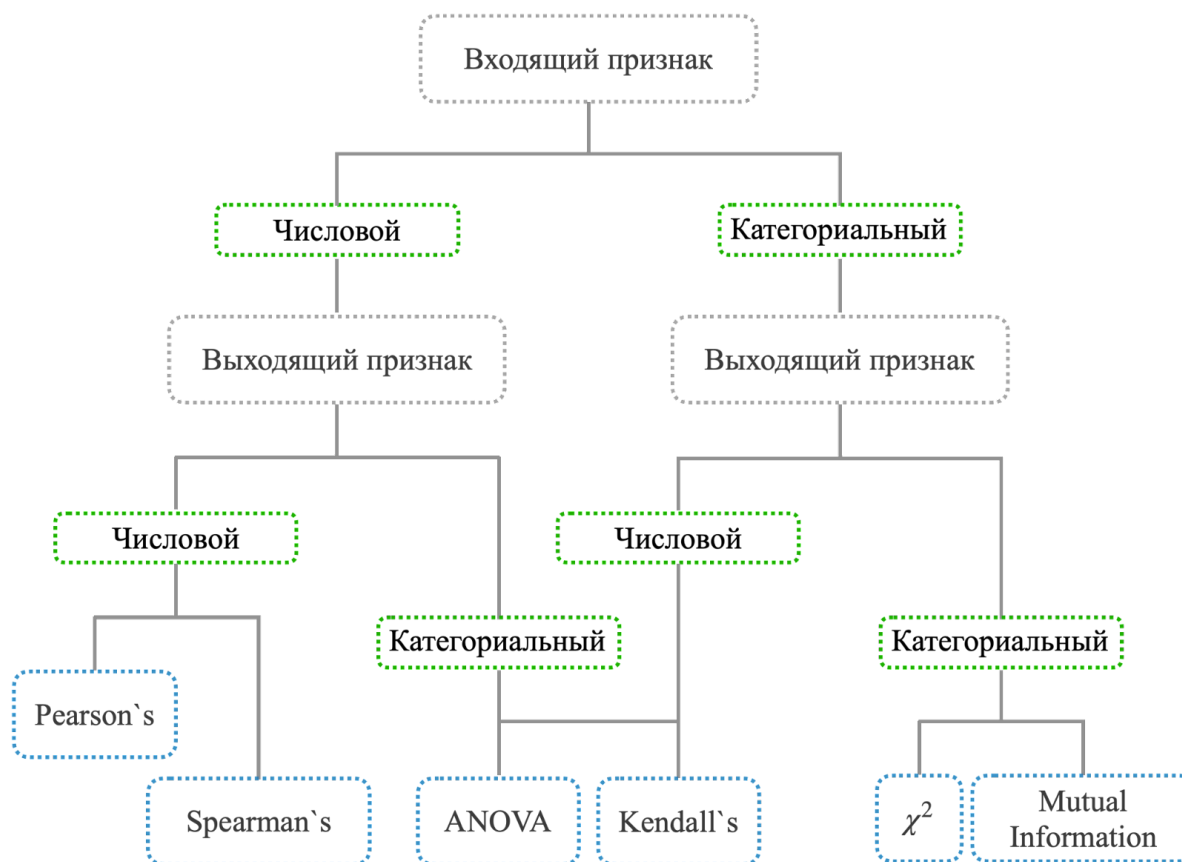 Входящий признак
Числовой
Категориальный
Выходящий признак
Выходящий признак
Числовой
Числовой
Категориальный
Категориальный
Pearson`s
Spearman`s
ANOVA
Kendall`s
χ²
Mutual
Information